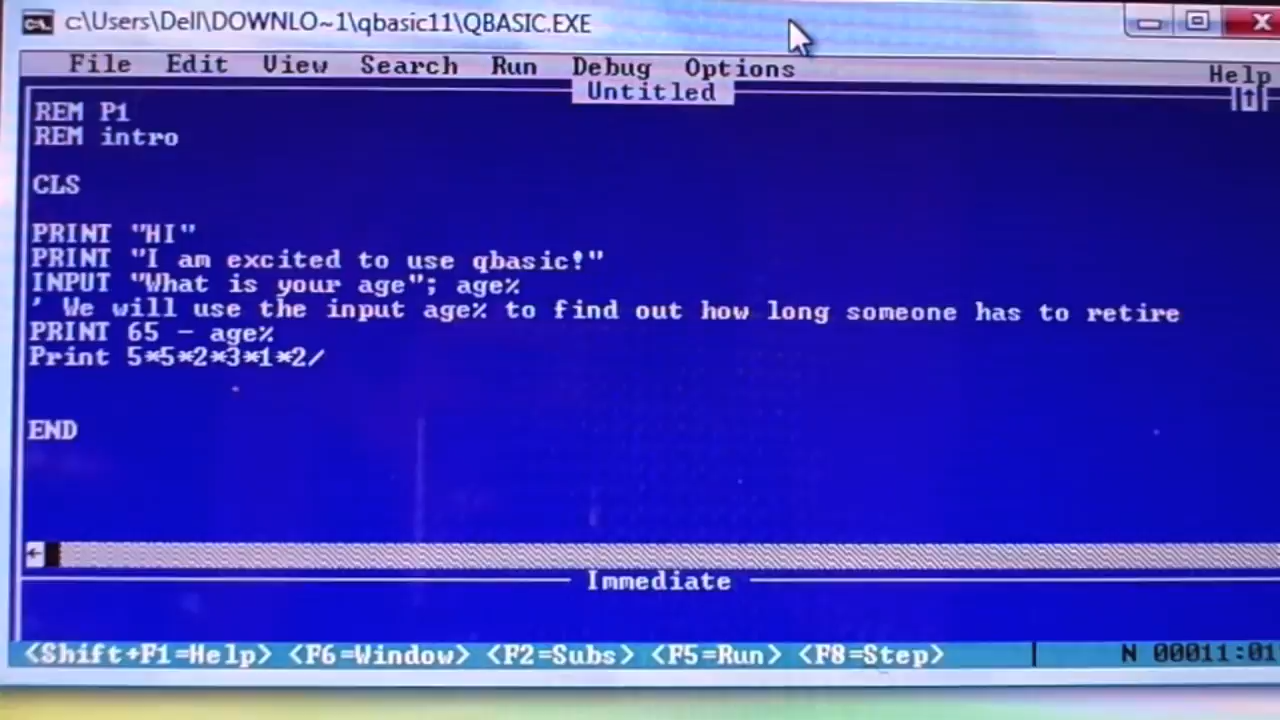 c:\Users\Dell\DOWNLO~1\qbasic11\QBASIC.EXE
File Edit View Search Run Debug Options Help
Untitled
REM P1
REM intro
CLS
PRINT "HI"
PRINT "I am excited to use qbasic!"
INPUT "What is your age"; age%
' We will use the input age% to find out how long someone has to retire
PRINT 65 - age%
Print 5*5*2*3*1*2/
END
Immediate
<Shift+F1=Help> <F6=Window> <F2=Subs> <F5=Run> <F8=Step> N 00011:01